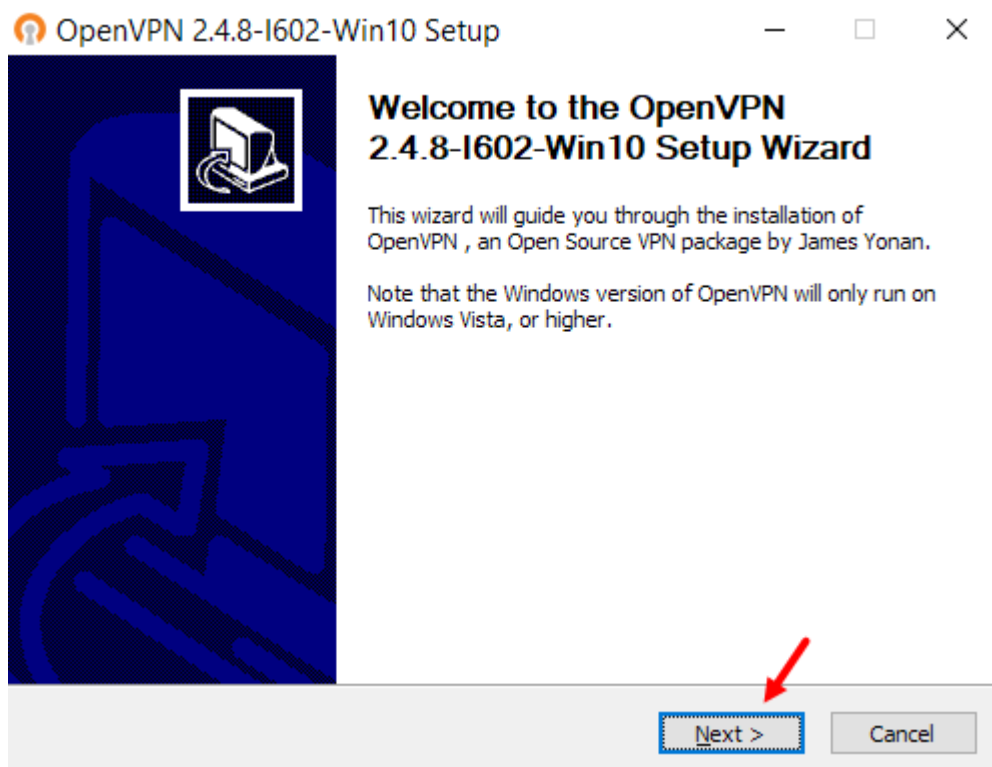 OpenVPN 2.4.8-I602-Win10 Setup
Welcome to the OpenVPN
2.4.8-I602-Win10 Setup Wizard
This wizard will guide you through the installation of
OpenVPN , an Open Source VPN package by James Yonan.
Note that the Windows version of OpenVPN will only run on
Windows Vista, or higher.
Next >
Cancel